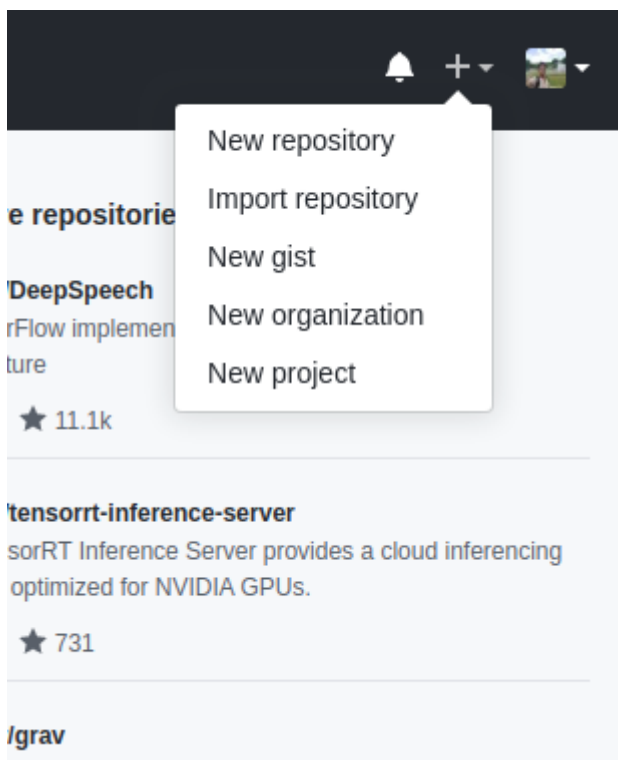 New repository
Import repository
New gist
New organization
New project
e repositorie
/DeepSpeech
rFlow implemen
ture
11.1k
/tensorrt-inference-server
sorRT Inference Server provides a cloud inferencing
optimized for NVIDIA GPUs.
731
/grav